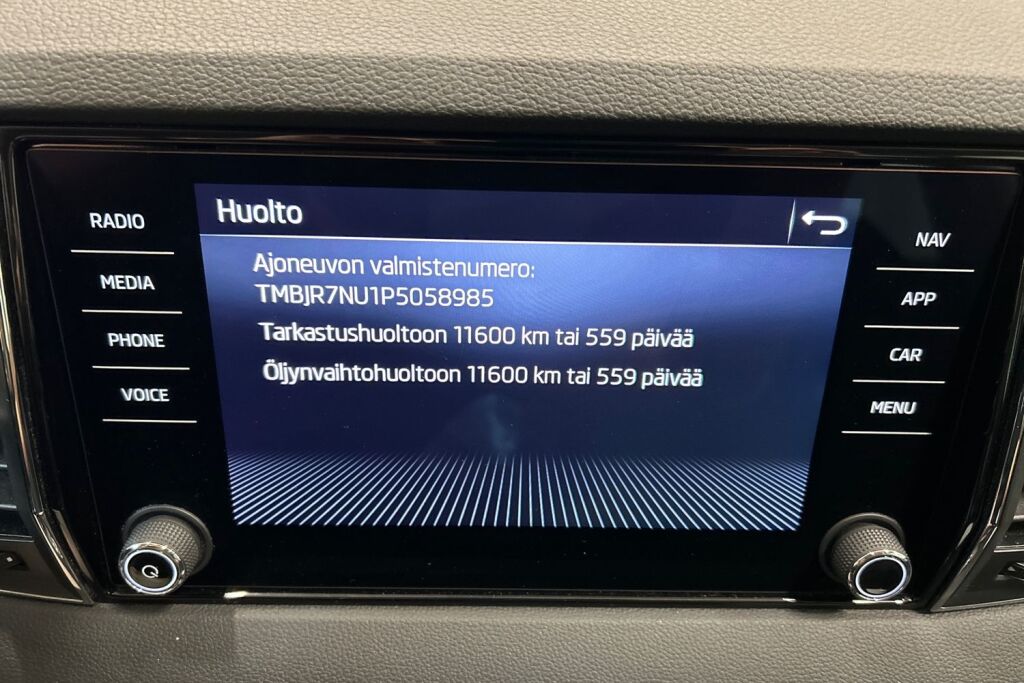 Huolto
Ajoneuvon valmistenumero:
TMBJR7NU1P5058985
Tarkastushuoltoon 11600 km tai 559 päivää
Öljynvaihtohuoltoon 11600 km tai 559 päivää
RADIO
MEDIA
PHONE
VOICE
NAV
APP
CAR
MENU